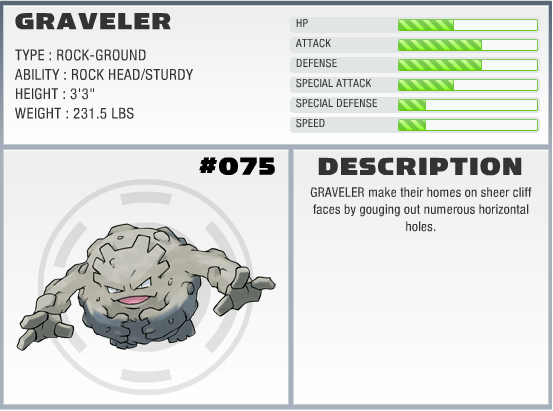 GRAVELER
TYPE : ROCK-GROUND
ABILITY : ROCK HEAD/STURDY
HEIGHT : 3'3"
WEIGHT : 231.5 LBS
HP
ATTACK
DEFENSE
SPECIAL ATTACK
SPECIAL DEFENSE
SPEED
#075
DESCRIPTION
GRAVELER make their homes on sheer cliff
faces by gouging out numerous horizontal
holes.